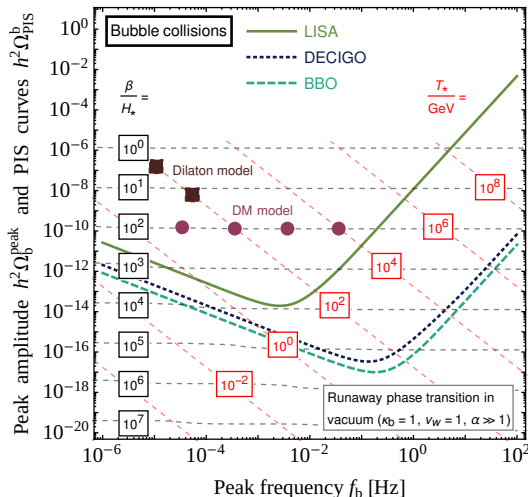 Bubble collisions
LISA
DECIGO
BBO
β/H* =
T*/GeV =
10^0
10^1
10^2
10^3
10^4
10^5
10^6
10^7
Dilaton model
DM model
10^8
10^6
10^4
10^2
10^0
10^−2
Runaway phase transition in
vacuum (κb = 1, vw = 1, α ≫ 1)
Peak amplitude h²Ω_b^peak and PIS curves h²Ω_PIS^b
10^2
10^0
10^−2
10^−4
10^−6
10^−8
10^−10
10^−12
10^−14
10^−16
10^−18
10^−20
10^−6
10^−4
10^−2
10^0
10^2
Peak frequency f_b [Hz]